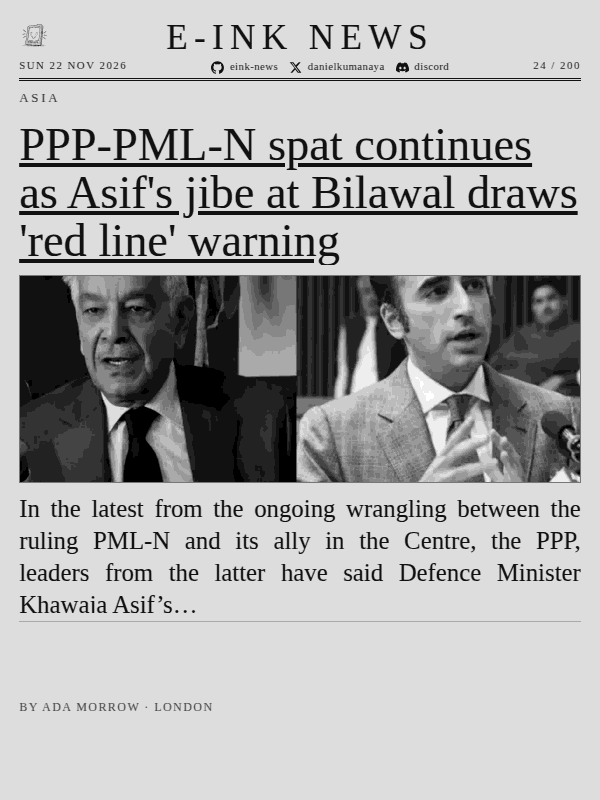 E-INK NEWS
SUN 22 NOV 2026
eink-news danielkumanaya discord
24 / 200
ASIA
PPP-PML-N spat continues
as Asif's jibe at Bilawal draws
'red line' warning
In the latest from the ongoing wrangling between the
ruling PML-N and its ally in the Centre, the PPP,
leaders from the latter have said Defence Minister
Khawaja Asif’s…
BY ADA MORROW · LONDON